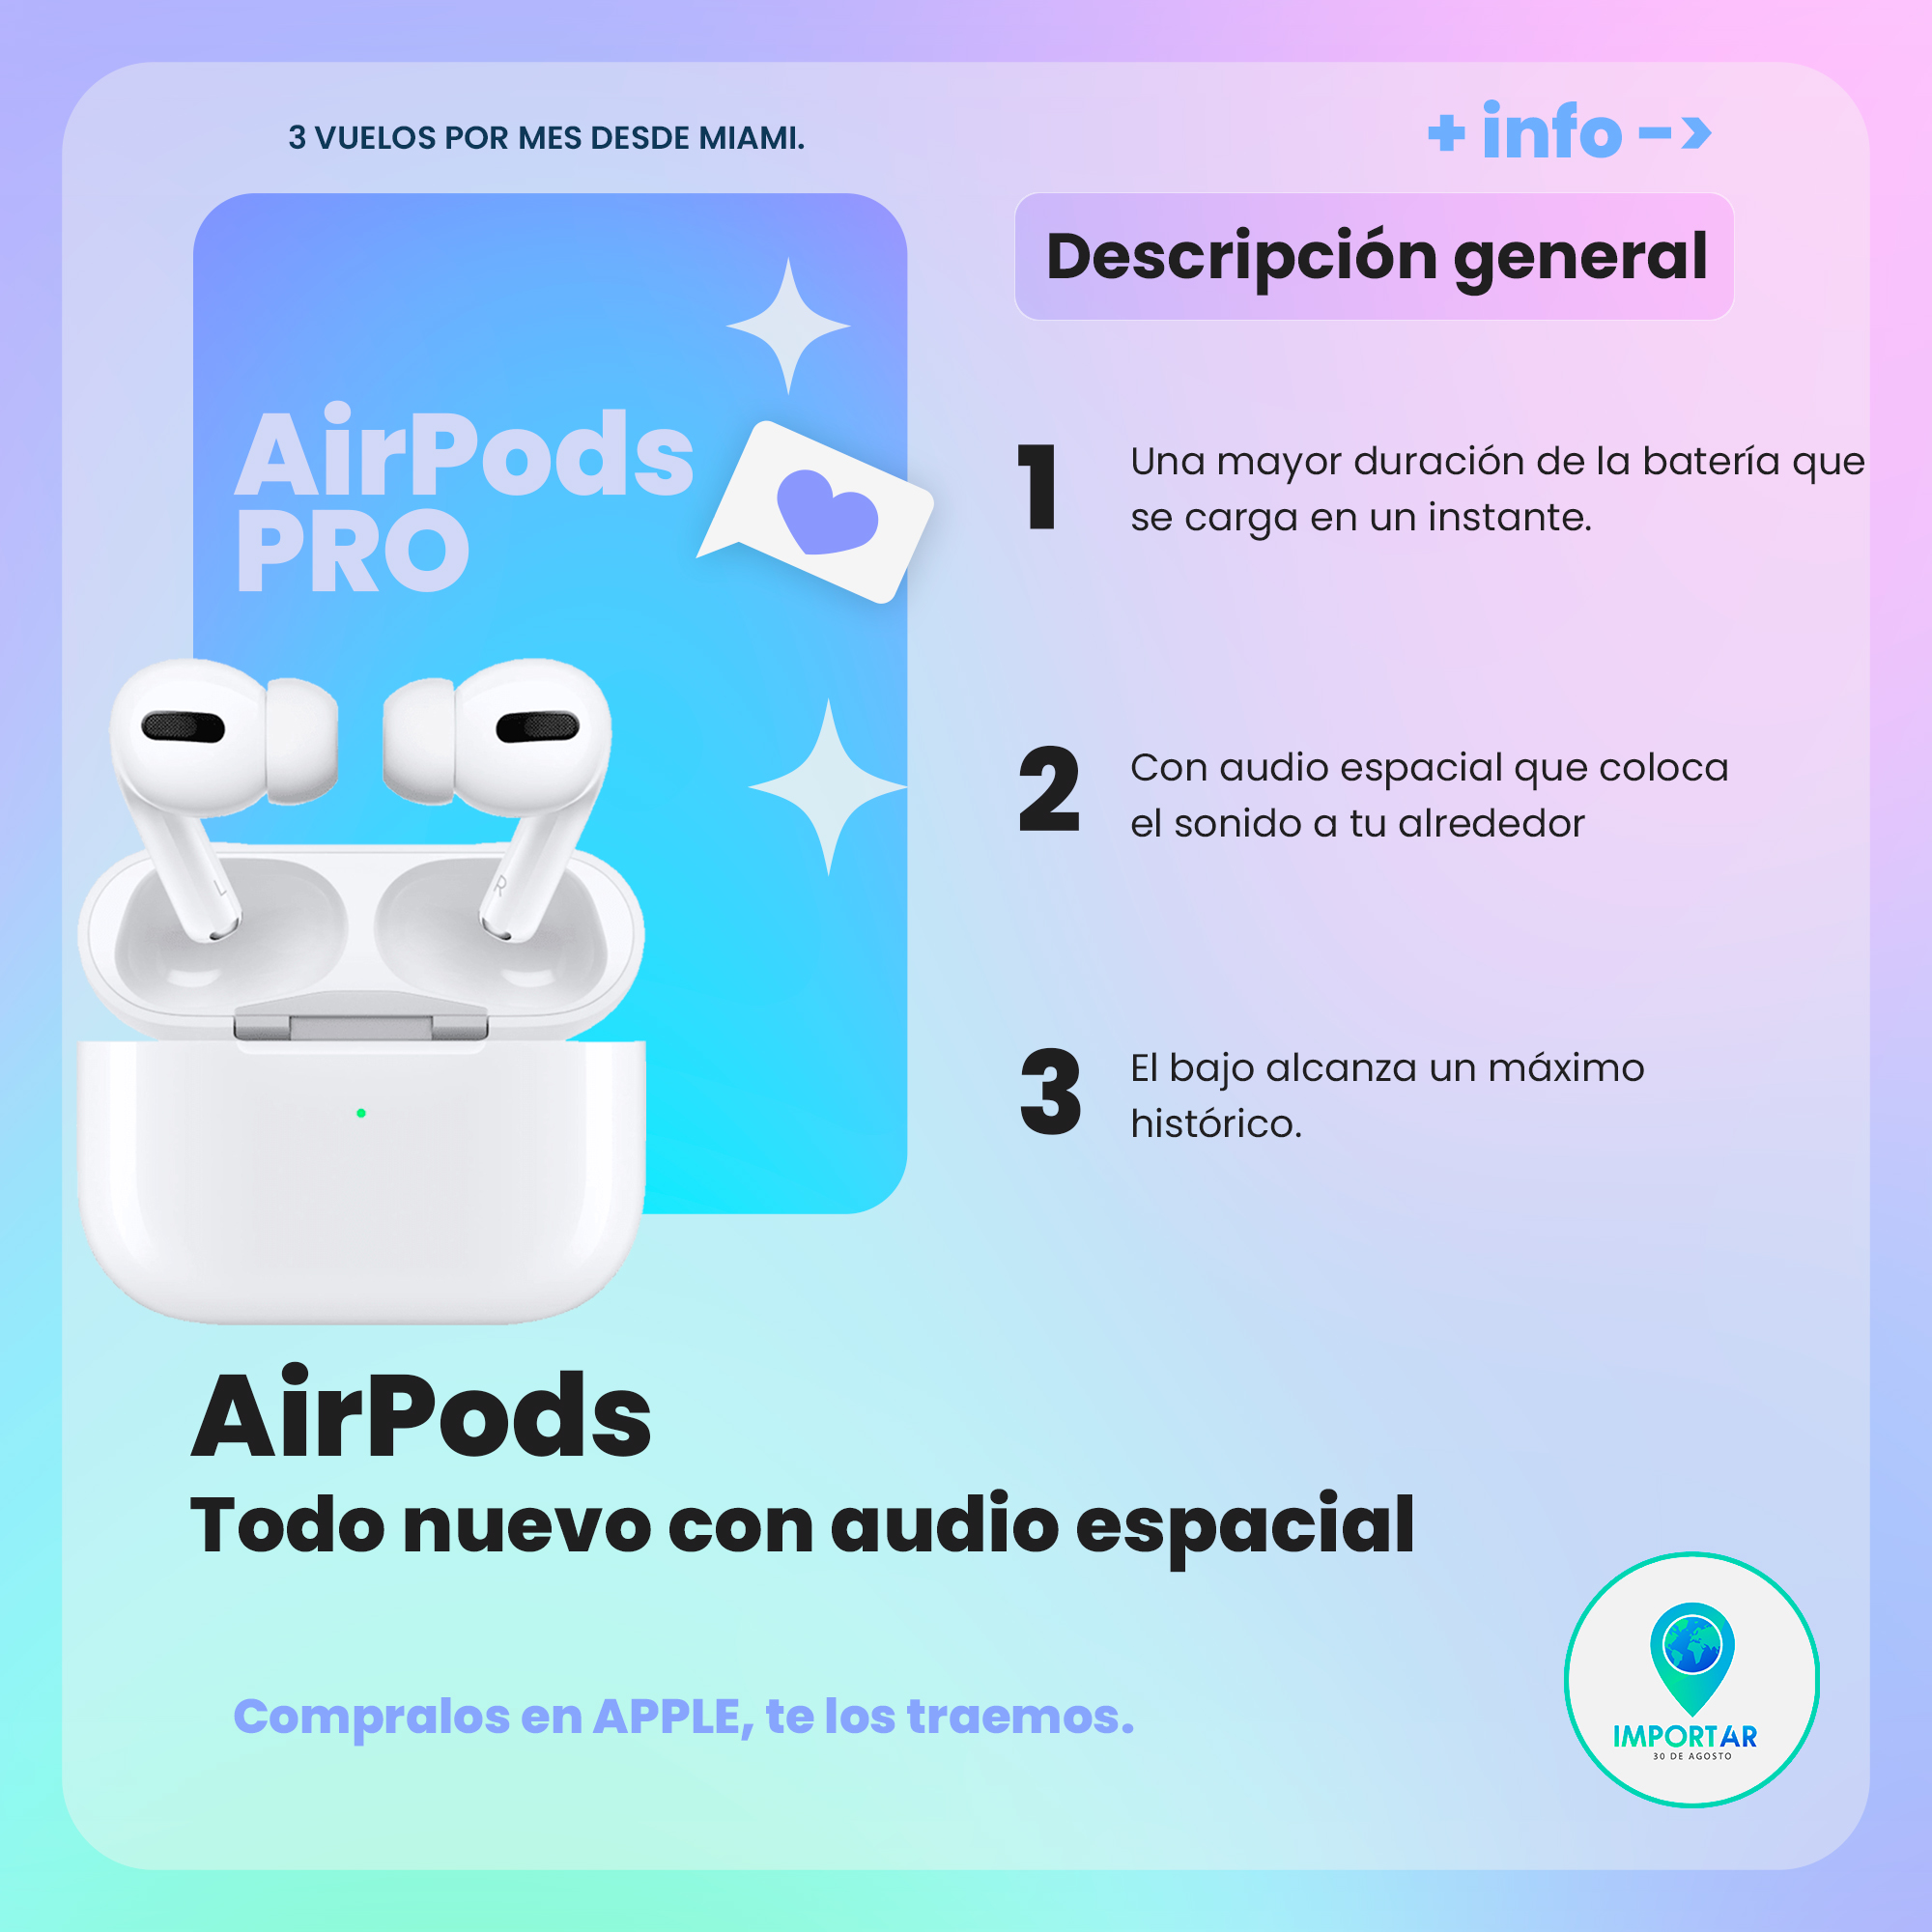 3 VUELOS POR MES DESDE MIAMI.
+ info ->
AirPods
PRO
L
R
Descripción general
1
Una mayor duración de la batería que
se carga en un instante.
2
Con audio espacial que coloca
el sonido a tu alrededor
3
El bajo alcanza un máximo
histórico.
AirPods
Todo nuevo con audio espacial
Compralos en APPLE, te los traemos.
IMPORTAR
30 DE AGOSTO